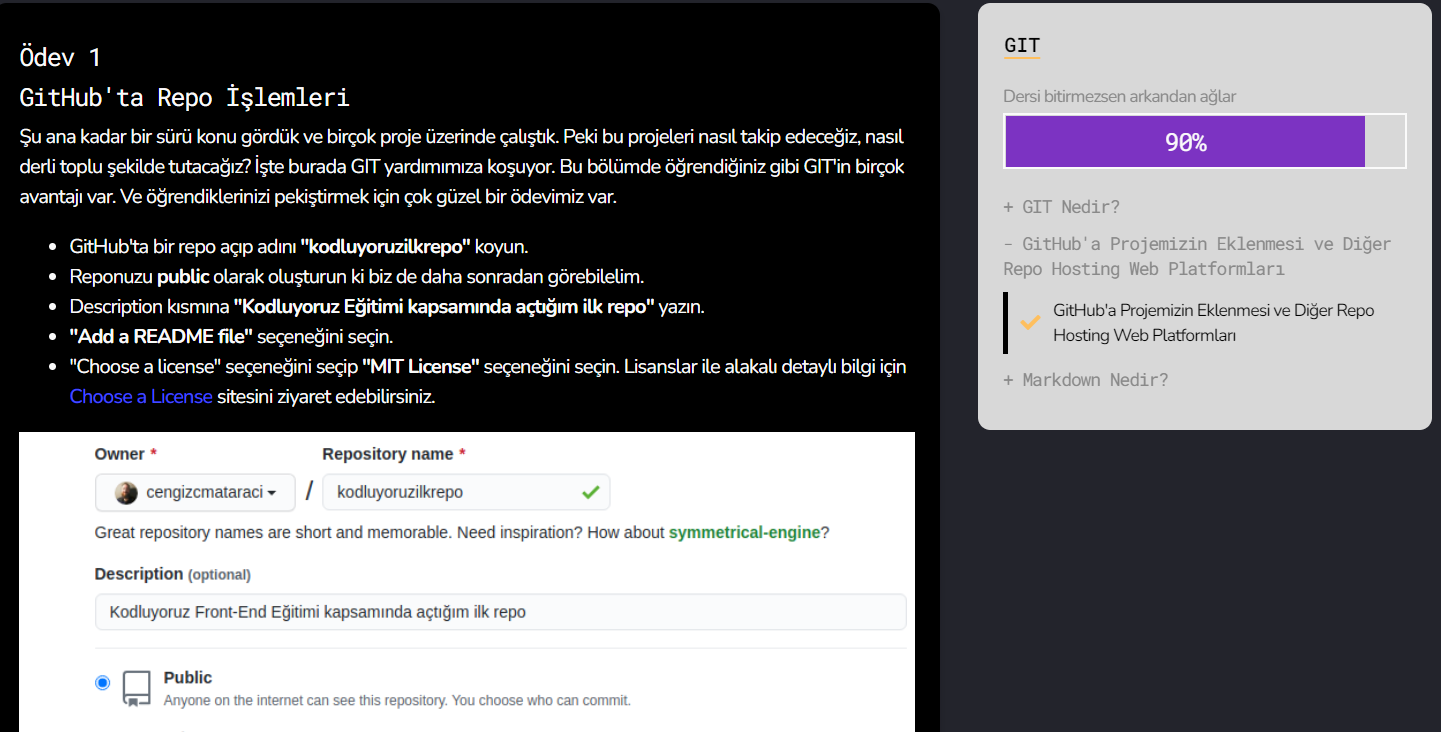 Ödev 1
GitHub'ta Repo İşlemleri
Şu ana kadar bir sürü konu gördük ve birçok proje üzerinde çalıştık. Peki bu projeleri nasıl takip edeceğiz, nasıl
derli toplu şekilde tutacağız? İşte burada GIT yardımımıza koşuyor. Bu bölümde öğrendiğiniz gibi GIT'in birçok
avantajı var. Ve öğrendiklerinizi pekiştirmek için çok güzel bir ödevimiz var.
• GitHub'ta bir repo açıp adını "kodluyoruzilkrepo" koyun.
• Reponuzu public olarak oluşturun ki biz de daha sonradan görebilelim.
• Description kısmına "Kodluyoruz Eğitimi kapsamında açtığım ilk repo" yazın.
• "Add a README file" seçeneğini seçin.
• "Choose a license" seçeneğini seçip "MIT License" seçeneğini seçin. Lisanslar ile alakalı detaylı bilgi için
Choose a License sitesini ziyaret edebilirsiniz.
Owner * Repository name *
cengizcmataraci / kodluyoruzilkrepo
Great repository names are short and memorable. Need inspiration? How about symmetrical-engine?
Description (optional)
Kodluyoruz Front-End Eğitimi kapsamında açtığım ilk repo
Public
Anyone on the internet can see this repository. You choose who can commit.
GIT
Dersi bitirmezsen arkandan ağlar
90%
+ GIT Nedir?
- GitHub'a Projemizin Eklenmesi ve Diğer
Repo Hosting Web Platformları
GitHub'a Projemizin Eklenmesi ve Diğer Repo
Hosting Web Platformları
+ Markdown Nedir?